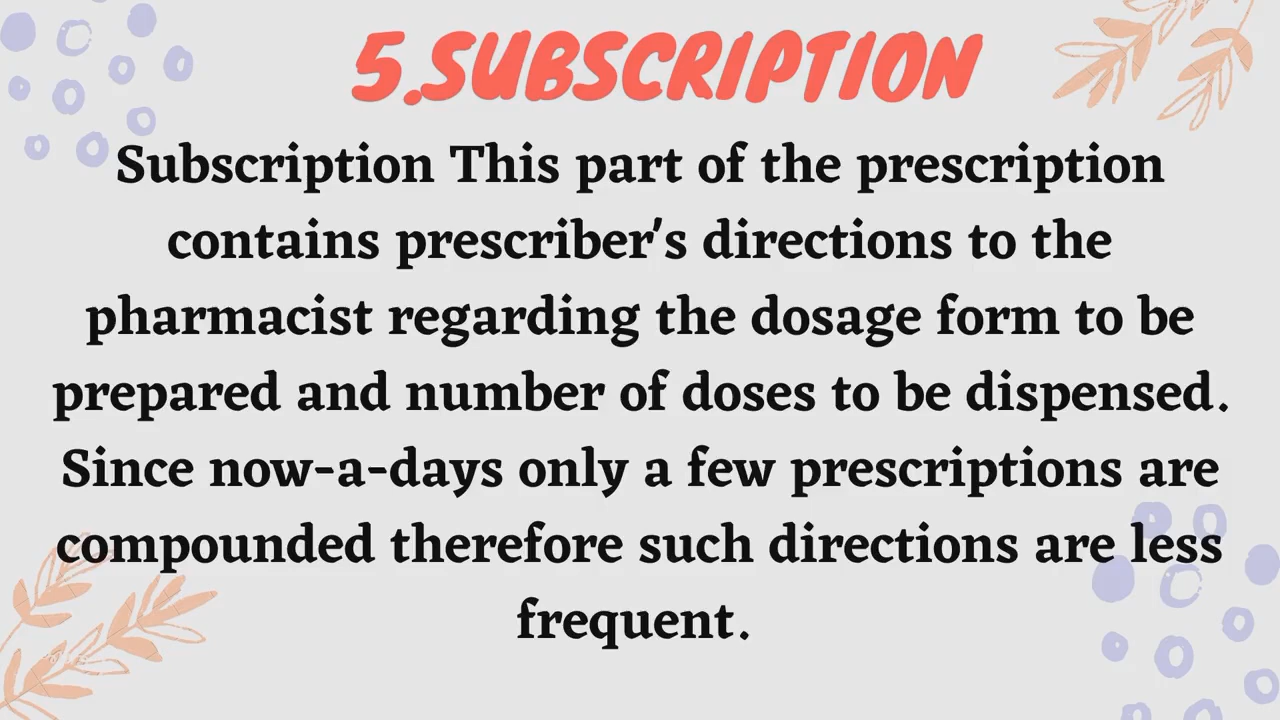 5.SUBSCRIPTION
Subscription This part of the prescription
contains prescriber's directions to the
pharmacist regarding the dosage form to be
prepared and number of doses to be dispensed.
Since now-a-days only a few prescriptions are
compounded therefore such directions are less
frequent.